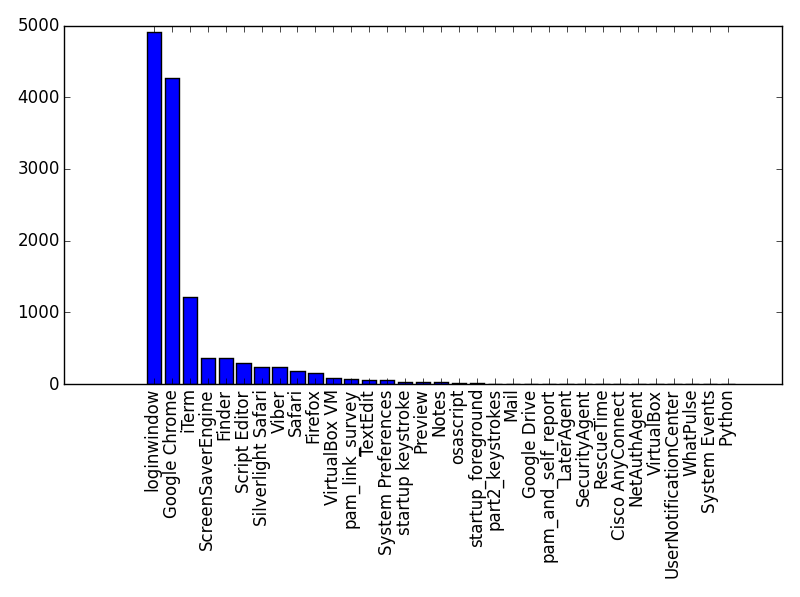 5000
4000
3000
2000
1000
0
loginwindow
Google Chrome
iTerm
ScreenSaverEngine
Finder
Script Editor
Silverlight Safari
Viber
Safari
Firefox
VirtualBox VM
pam_link_survey
TextEdit
System Preferences
startup keystroke
Preview
Notes
osascript
startup_foreground
part2_keystrokes
Mail
Google Drive
pam_and_self_report
LaterAgent
SecurityAgent
RescueTime
Cisco AnyConnect
NetAuthAgent
VirtualBox
UserNotificationCenter
WhatPulse
System Events
Python